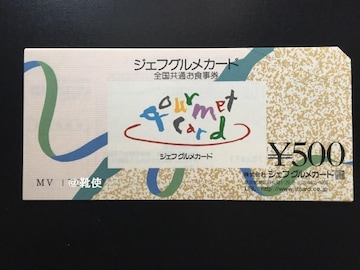 ジェフグルメカード
全国共通お食事券
gourmet
card
ジェフグルメカード
¥500
株式会社ジェフグルメカード
MV
@靴使